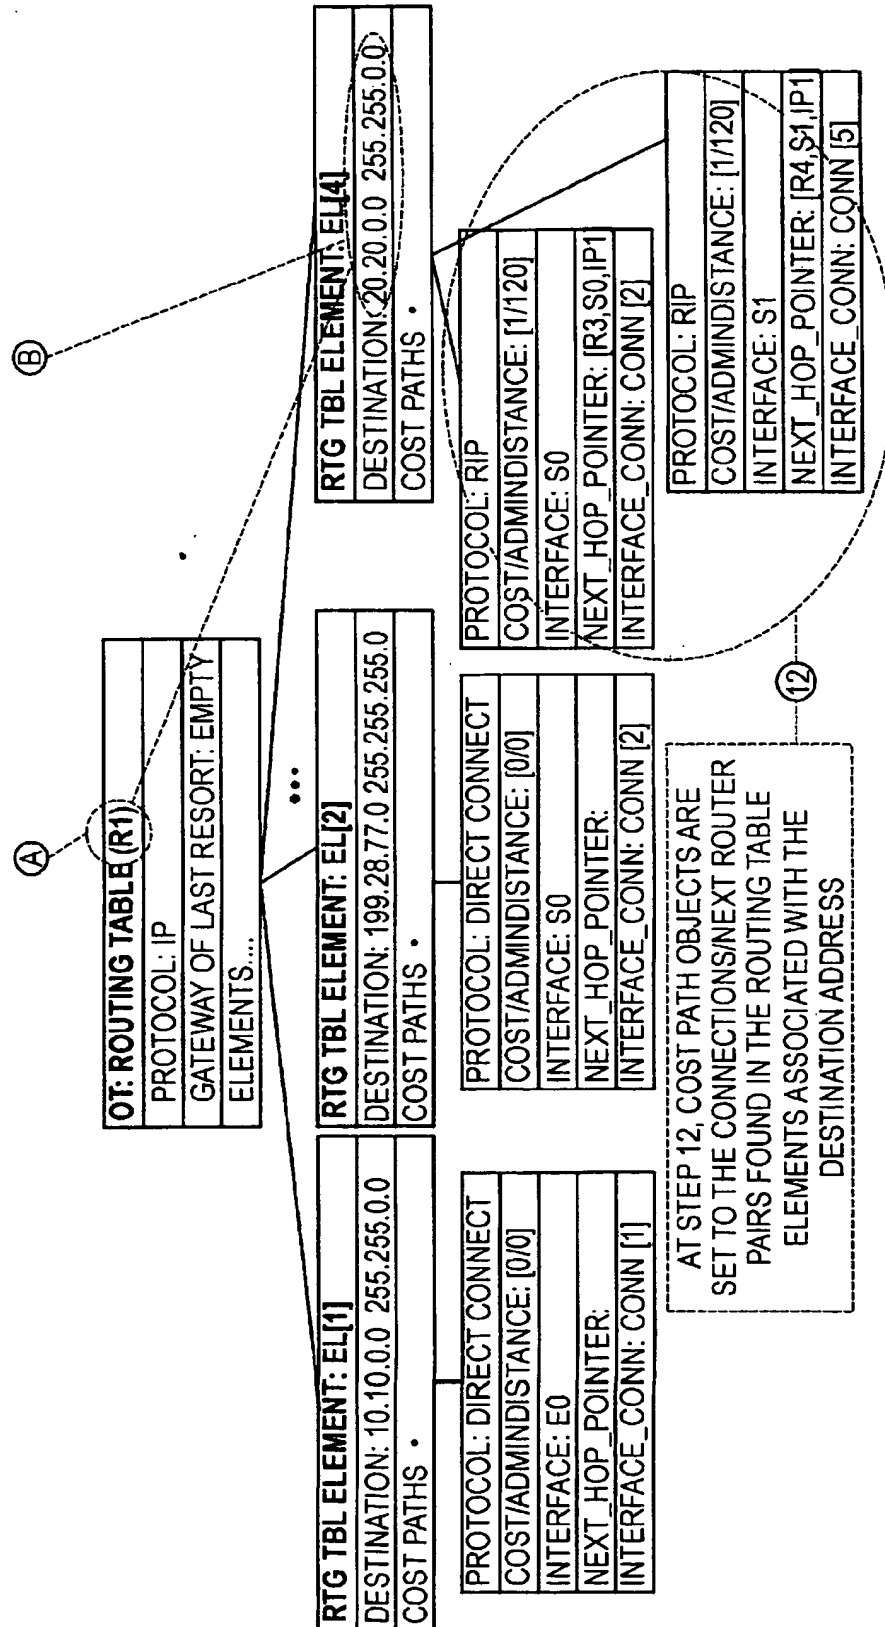 A
B
OT: ROUTING TABLE (R1)
PROTOCOL: IP
GATEWAY OF LAST RESORT: EMPTY
ELEMENTS....
RTG TBL ELEMENT: EL[1]
DESTINATION: 10.10.0.0 255.255.0.0
COST PATHS •
PROTOCOL: DIRECT CONNECT
COST/ADMINDISTANCE: [0/0]
INTERFACE: E0
NEXT_HOP_POINTER:
INTERFACE_CONN: CONN [1]
RTG TBL ELEMENT: EL[2]
DESTINATION: 199.28.77.0 255.255.255.0
COST PATHS •
PROTOCOL: DIRECT CONNECT
COST/ADMINDISTANCE: [0/0]
INTERFACE: S0
NEXT_HOP_POINTER:
INTERFACE_CONN: CONN [2]
•••
RTG TBL ELEMENT: EL[4]
DESTINATION: 20.20.0.0 255.255.0.0
COST PATHS •
PROTOCOL: RIP
COST/ADMINDISTANCE: [1/120]
INTERFACE: S0
NEXT_HOP_POINTER: [R3,S0,IP1
INTERFACE_CONN: CONN [2]
PROTOCOL: RIP
COST/ADMINDISTANCE: [1/120]
INTERFACE: S1
NEXT_HOP_POINTER: [R4,S1,IP1
INTERFACE_CONN: CONN [5]
AT STEP 12, COST PATH OBJECTS ARE
SET TO THE CONNECTIONS/NEXT ROUTER
PAIRS FOUND IN THE ROUTING TABLE
ELEMENTS ASSOCIATED WITH THE
DESTINATION ADDRESS
12